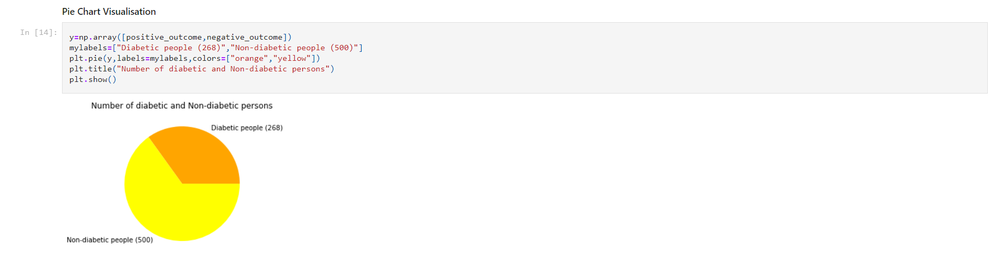 Pie Chart Visualisation
In [14]:
y=np.array([positive_outcome,negative_outcome])
mylabels=["Diabetic people (268)","Non-diabetic people (500)"]
plt.pie(y,labels=mylabels,colors=["orange","yellow"])
plt.title("Number of diabetic and Non-diabetic persons")
plt.show()
Number of diabetic and Non-diabetic persons
Diabetic people (268)
Non-diabetic people (500)